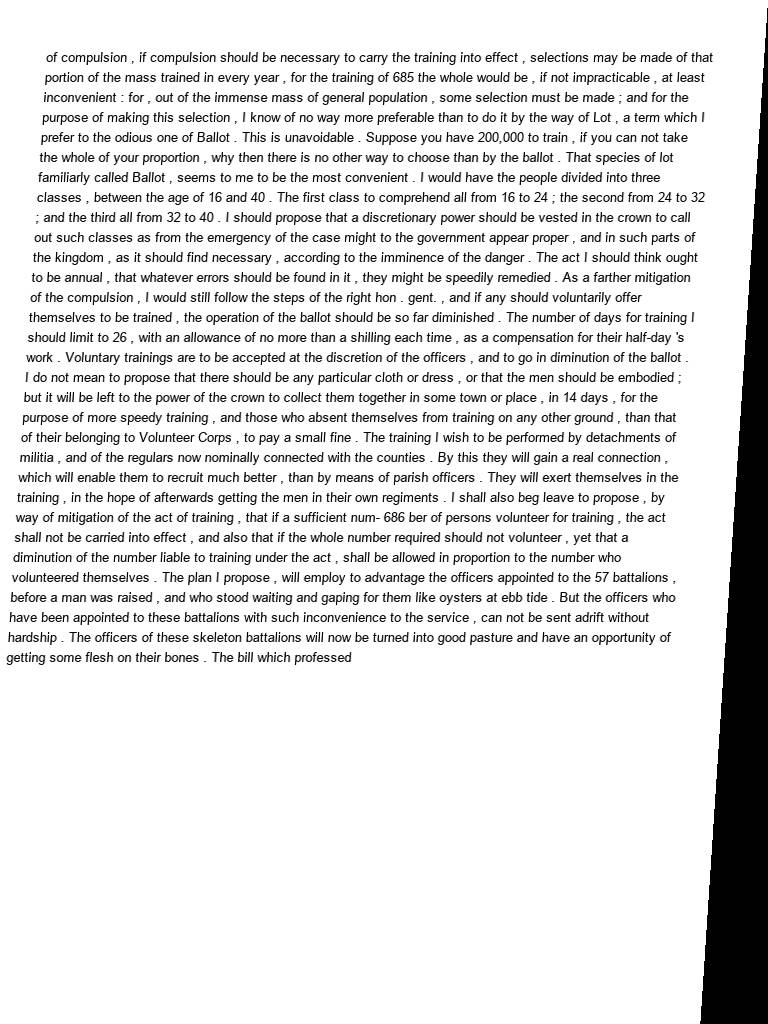 of compulsion , if compulsion should be necessary to carry the training into effect , selections may be made of that
portion of the mass trained in every year , for the training of 685 the whole would be , if not impracticable , at least
inconvenient : for , out of the immense mass of general population , some selection must be made ; and for the
purpose of making this selection , I know of no way more preferable than to do it by the way of Lot , a term which I
prefer to the odious one of Ballot . This is unavoidable . Suppose you have 200,000 to train , if you can not take
the whole of your proportion , why then there is no other way to choose than by the ballot . That species of lot
familiarly called Ballot , seems to me to be the most convenient . I would have the people divided into three
classes , between the age of 16 and 40 . The first class to comprehend all from 16 to 24 ; the second from 24 to 32
; and the third all from 32 to 40 . I should propose that a discretionary power should be vested in the crown to call
out such classes as from the emergency of the case might to the government appear proper , and in such parts of
the kingdom , as it should find necessary , according to the imminence of the danger . The act I should think ought
to be annual , that whatever errors should be found in it , they might be speedily remedied . As a farther mitigation
of the compulsion , I would still follow the steps of the right hon . gent. , and if any should voluntarily offer
themselves to be trained , the operation of the ballot should be so far diminished . The number of days for training I
should limit to 26 , with an allowance of no more than a shilling each time , as a compensation for their half-day 's
work . Voluntary trainings are to be accepted at the discretion of the officers , and to go in diminution of the ballot .
I do not mean to propose that there should be any particular cloth or dress , or that the men should be embodied ;
but it will be left to the power of the crown to collect them together in some town or place , in 14 days , for the
purpose of more speedy training , and those who absent themselves from training on any other ground , than that
of their belonging to Volunteer Corps , to pay a small fine . The training I wish to be performed by detachments of
militia , and of the regulars now nominally connected with the counties . By this they will gain a real connection ,
which will enable them to recruit much better , than by means of parish officers . They will exert themselves in the
training , in the hope of afterwards getting the men in their own regiments . I shall also beg leave to propose , by
way of mitigation of the act of training , that if a sufficient num- 686 ber of persons volunteer for training , the act
shall not be carried into effect , and also that if the whole number required should not volunteer , yet that a
diminution of the number liable to training under the act , shall be allowed in proportion to the number who
volunteered themselves . The plan I propose , will employ to advantage the officers appointed to the 57 battalions ,
before a man was raised , and who stood waiting and gaping for them like oysters at ebb tide . But the officers who
have been appointed to these battalions with such inconvenience to the service , can not be sent adrift without
hardship . The officers of these skeleton battalions will now be turned into good pasture and have an opportunity of
getting some flesh on their bones . The bill which professed